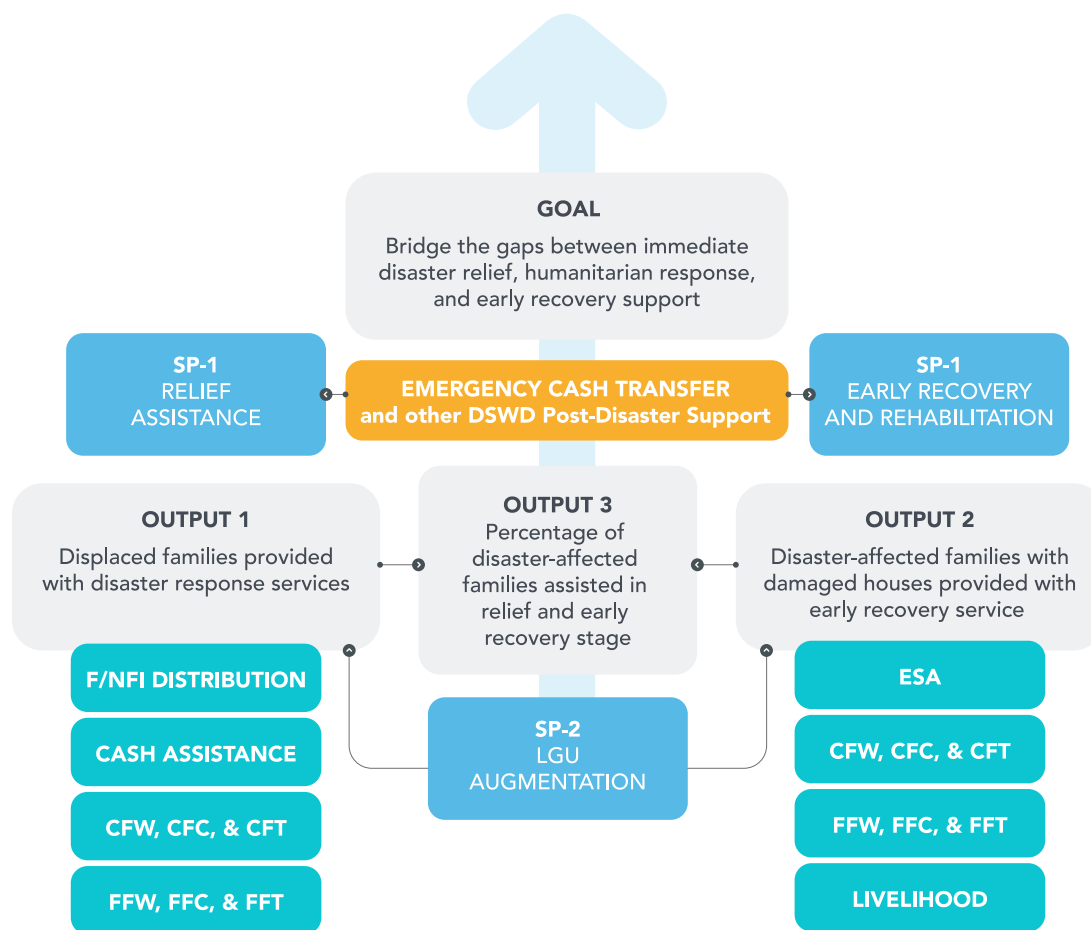 GOAL
Bridge the gaps between immediate
disaster relief, humanitarian response,
and early recovery support
SP-1
RELIEF
ASSISTANCE
EMERGENCY CASH TRANSFER
and other DSWD Post-Disaster Support
SP-1
EARLY RECOVERY
AND REHABILITATION
OUTPUT 1
Displaced families provided
with disaster response services
OUTPUT 3
Percentage of
disaster-affected
families assisted in
relief and early
recovery stage
OUTPUT 2
Disaster-affected families with
damaged houses provided with
early recovery service
F/NFI DISTRIBUTION
CASH ASSISTANCE
CFW, CFC, & CFT
FFW, FFC, & FFT
SP-2
LGU
AUGMENTATION
ESA
CFW, CFC, & CFT
FFW, FFC, & FFT
LIVELIHOOD